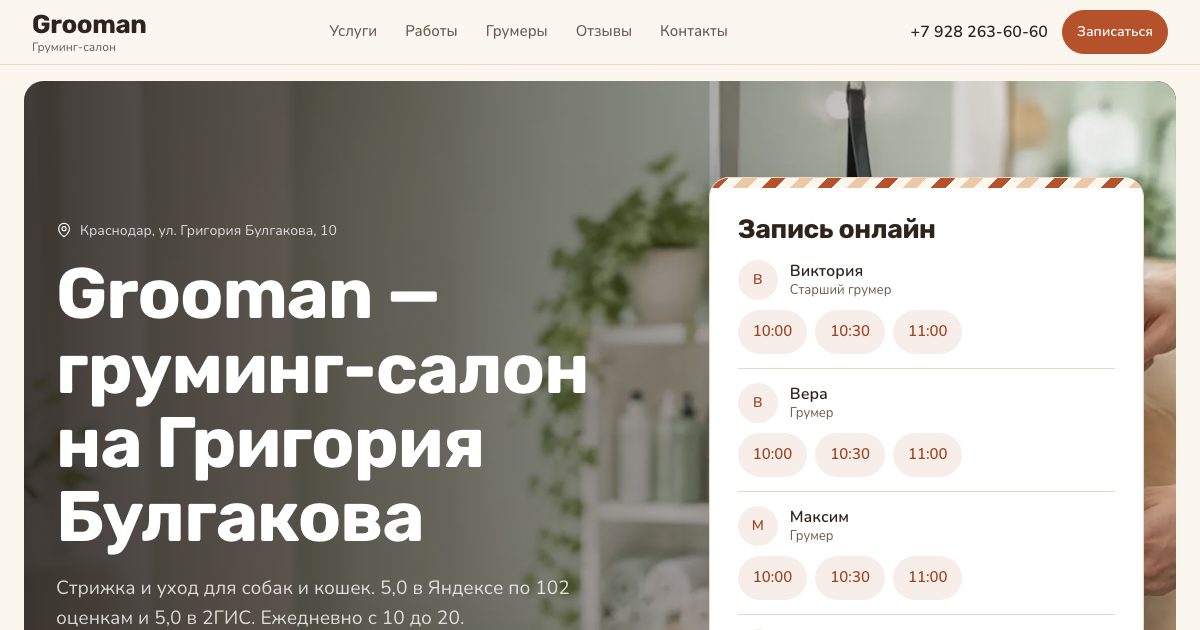 Grooman
Груминг-салон
Услуги
Работы
Грумеры
Отзывы
Контакты
+7 928 263-60-60
Записаться
Краснодар, ул. Григория Булгакова, 10
Grooman —
груминг-салон
на Григория
Булгакова
Стрижка и уход для собак и кошек. 5,0 в Яндексе по 102
оценкам и 5,0 в 2ГИС. Ежедневно с 10 до 20.
Запись онлайн
В
Виктория
Старший грумер
10:00
10:30
11:00
В
Вера
Грумер
10:00
10:30
11:00
М
Максим
Грумер
10:00
10:30
11:00